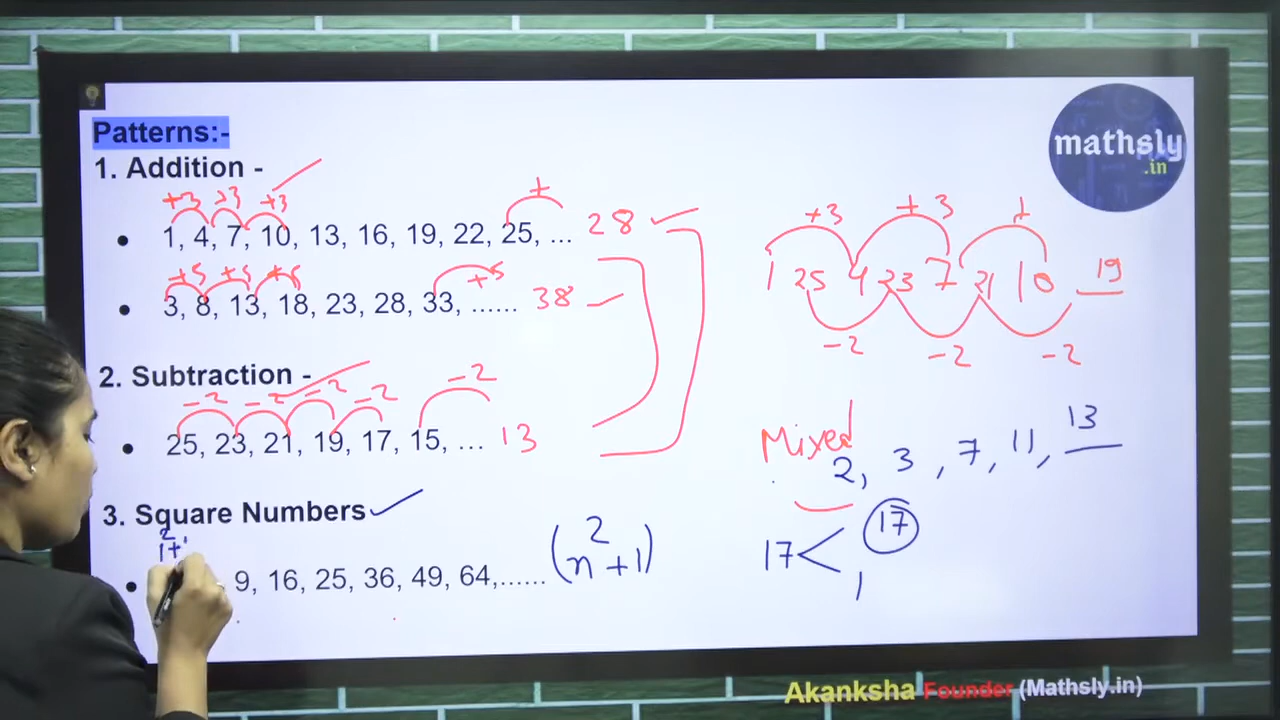 Patterns:-
1. Addition -
+3 +3 +3 +
1, 4, 7, 10, 13, 16, 19, 22, 25, ... 28
+5 +5 +5 +5
3, 8, 13, 18, 23, 28, 33, ...... 38
2. Subtraction -
-2 -2 -2 -2 -2
25, 23, 21, 19, 17, 15, ... 13
3. Square Numbers
9, 16, 25, 36, 49, 64,...... (n²+1)
mathsly
.in
+3 +3 +
1 25 4 23 7 21 10 19
-2 -2 -2
Mixed
2, 3, 7, 11, 13
17 < 17
1
Akanksha Founder (Mathsly.in)